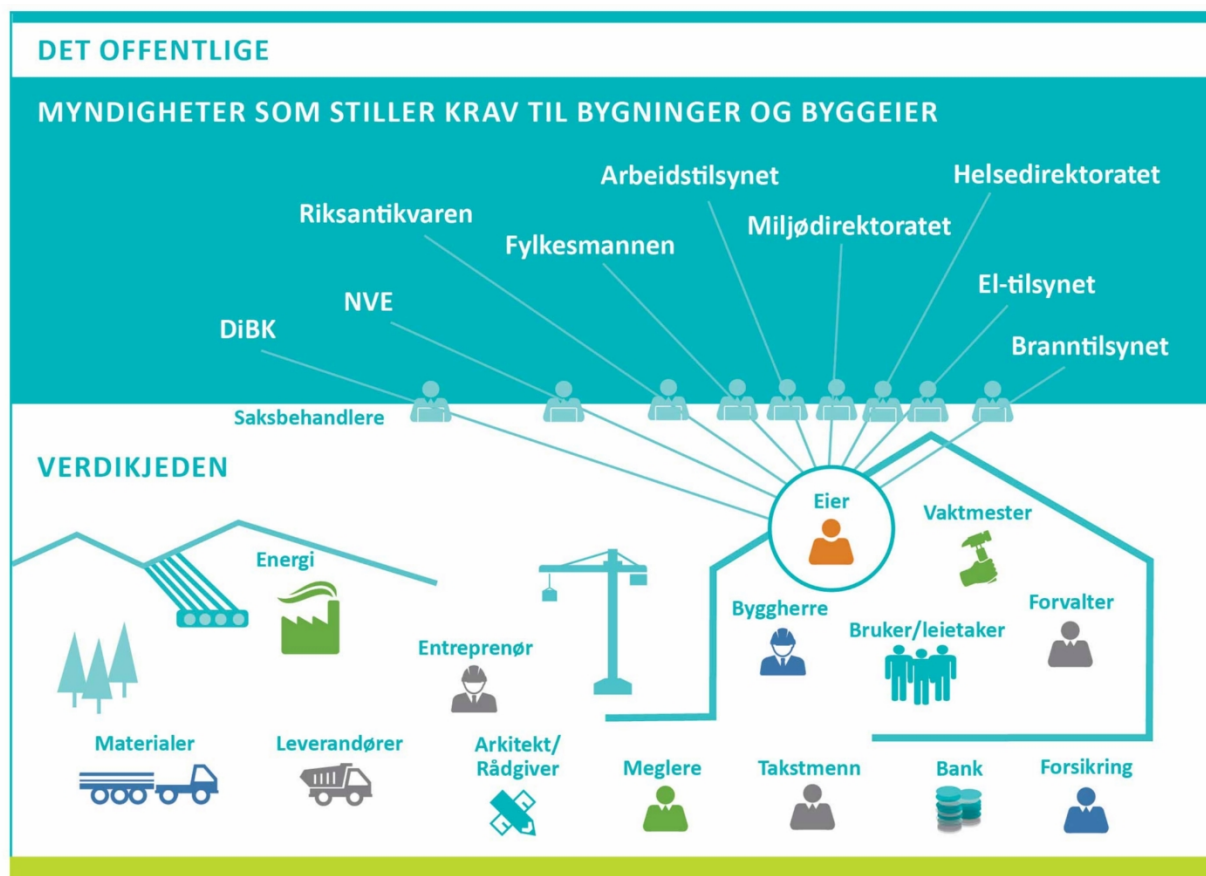 DET OFFENTLIGE
MYNDIGHETER SOM STILLER KRAV TIL BYGNINGER OG BYGGEIER
Arbeidstilsynet
Helsedirektoratet
Riksantikvaren
Miljødirektoratet
Fylkesmannen
El-tilsynet
NVE
DiBK
Branntilsynet
Saksbehandlere
VERDIKJEDEN
Eier
Vaktmester
Energi
Byggherre
Forvalter
Bruker/leietaker
Entreprenør
Materialer
Leverandører
Arkitekt/
Rådgiver
Meglere
Takstmenn
Bank
Forsikring